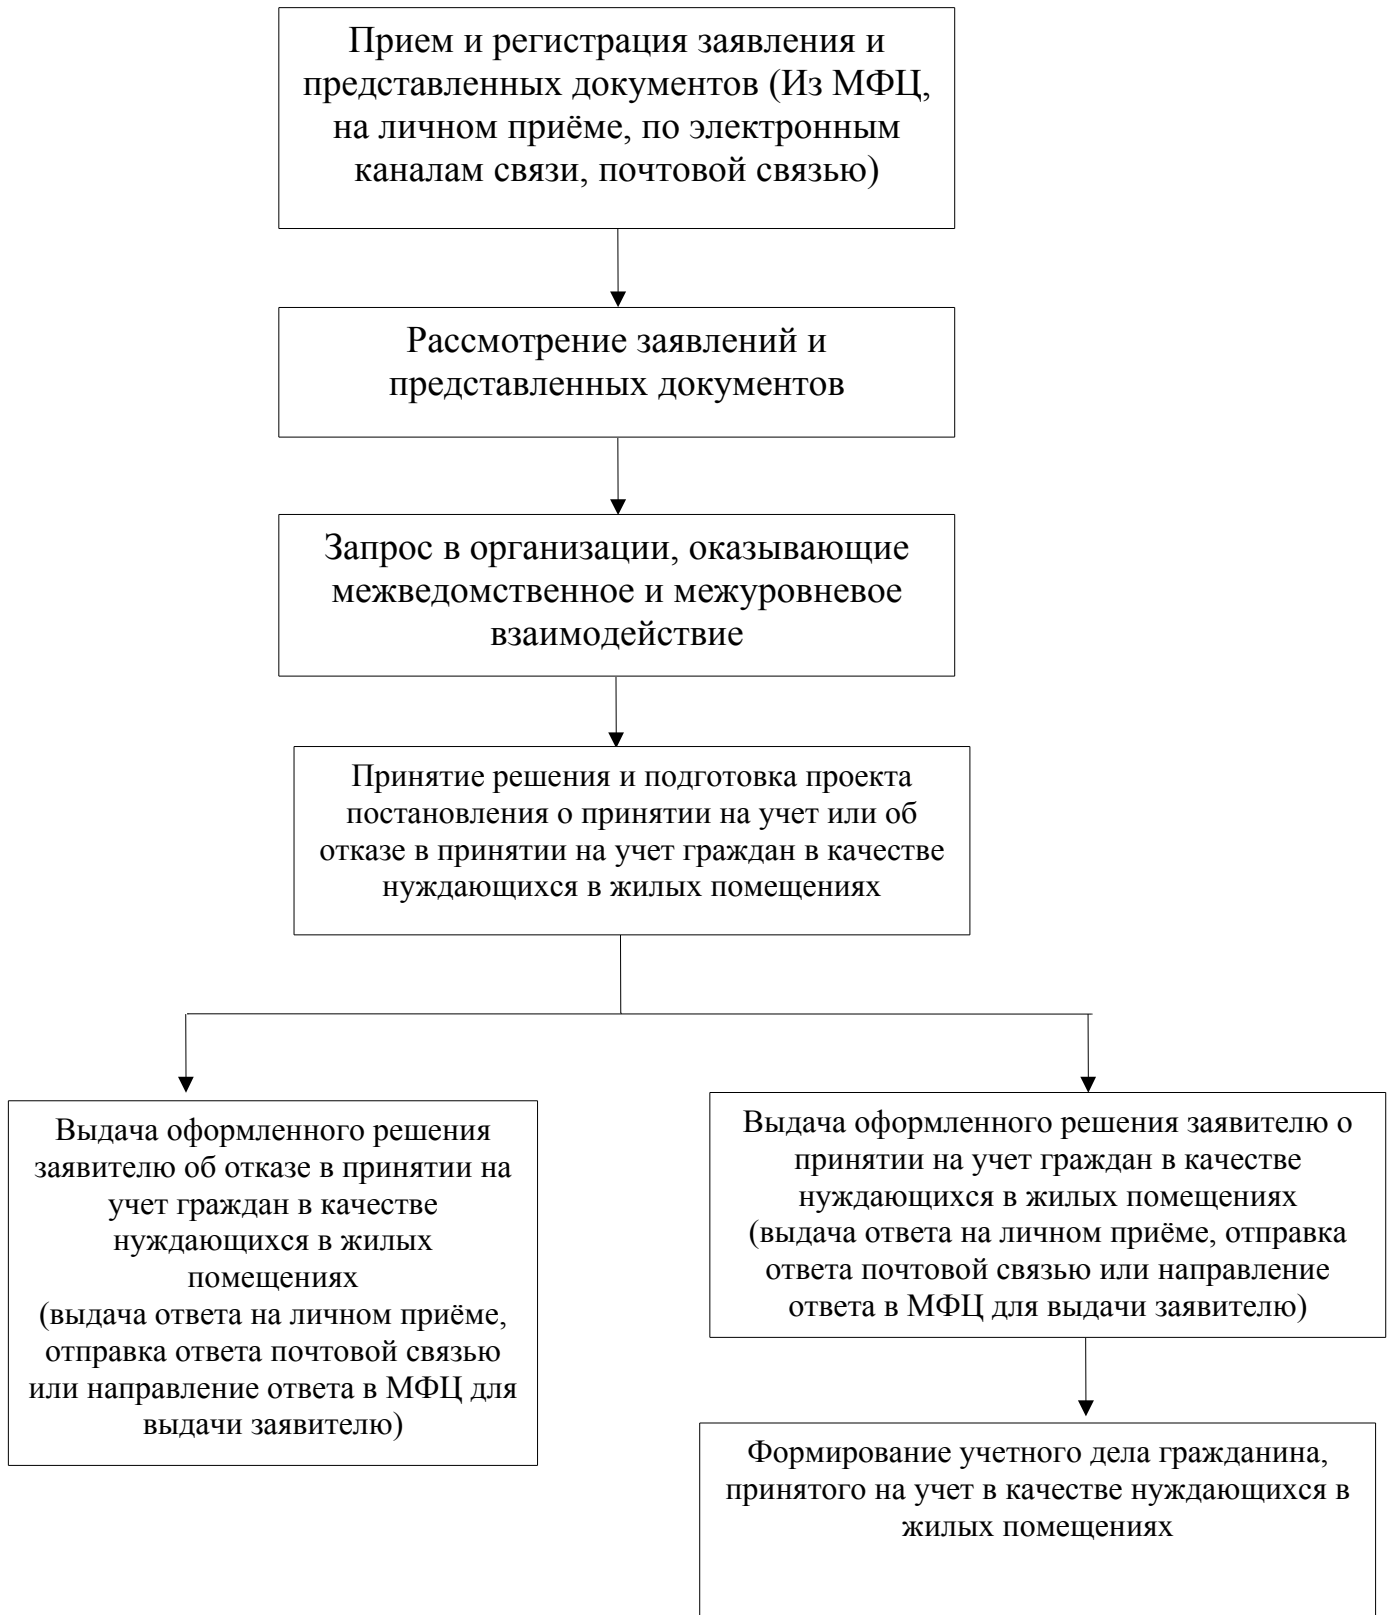 Прием и регистрация заявления и
представленных документов (Из МФЦ,
на личном приёме, по электронным
каналам связи, почтовой связью)
Рассмотрение заявлений и
представленных документов
Запрос в организации, оказывающие
межведомственное и межуровневое
взаимодействие
Принятие решения и подготовка проекта
постановления о принятии на учет или об
отказе в принятии на учет граждан в качестве
нуждающихся в жилых помещениях
Выдача оформленного решения
заявителю об отказе в принятии на
учет граждан в качестве
нуждающихся в жилых
помещениях
(выдача ответа на личном приёме,
отправка ответа почтовой связью
или направление ответа в МФЦ для
выдачи заявителю)
Выдача оформленного решения заявителю о
принятии на учет граждан в качестве
нуждающихся в жилых помещениях
(выдача ответа на личном приёме, отправка
ответа почтовой связью или направление
ответа в МФЦ для выдачи заявителю)
Формирование учетного дела гражданина,
принятого на учет в качестве нуждающихся в
жилых помещениях